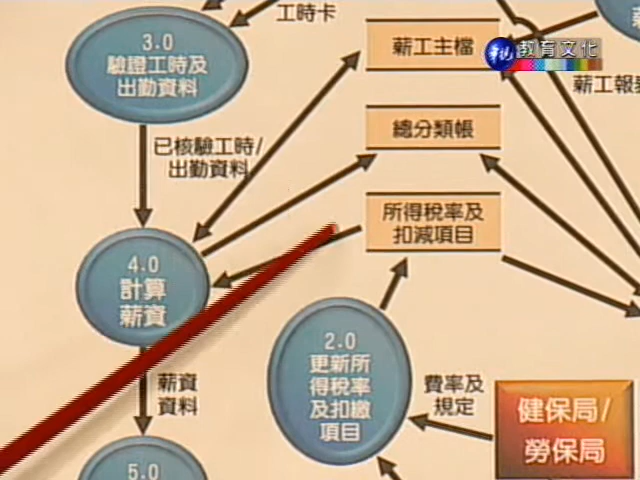 工時卡
3.0
驗證工時及
出勤資料
薪工主檔
華視 教育文化
薪工報
總分類帳
已核驗工時/
出勤資料
所得稅率及
扣減項目
4.0
計算
薪資
2.0
更新所
得稅率
及扣繳
項目
薪資
資料
費率及
規定
健保局/
勞保局
5.0